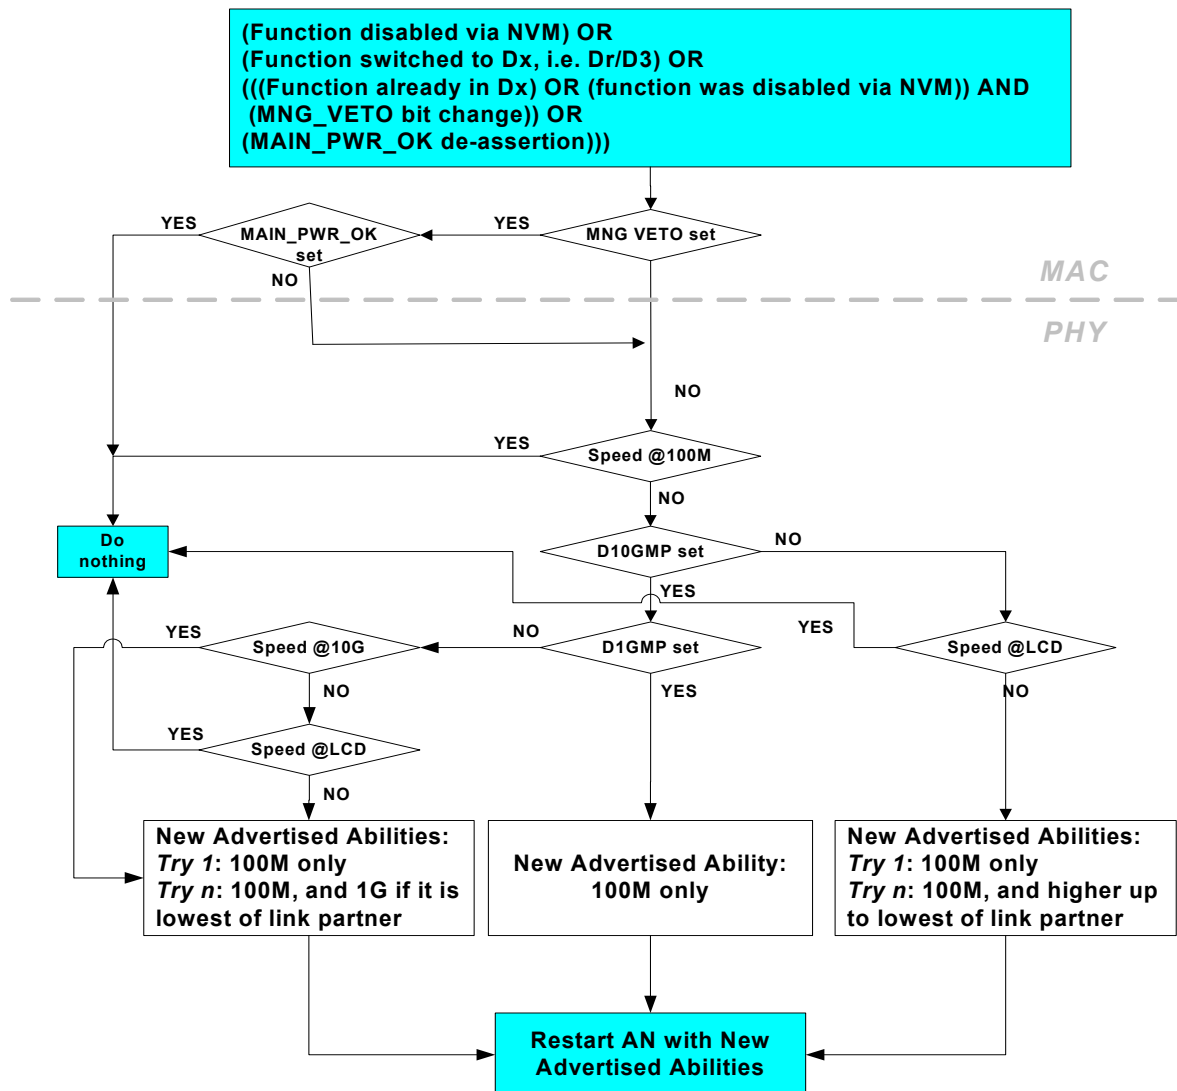 (Function disabled via NVM) OR
(Function switched to Dx, i.e. Dr/D3) OR
(((Function already in Dx) OR (function was disabled via NVM)) AND
(MNG_VETO bit change)) OR
(MAIN_PWR_OK de-assertion)))
YES
MAIN_PWR_OK
set
YES
MNG VETO set
NO
MAC
PHY
NO
YES
Speed @100M
NO
Do
nothing
D10GMP set
NO
YES
YES
Speed @10G
NO
D1GMP set
YES
Speed @LCD
NO
YES
NO
YES
Speed @LCD
NO
New Advertised Abilities:
Try 1: 100M only
Try n: 100M, and 1G if it is
lowest of link partner
New Advertised Ability:
100M only
New Advertised Abilities:
Try 1: 100M only
Try n: 100M, and higher up
to lowest of link partner
Restart AN with New
Advertised Abilities